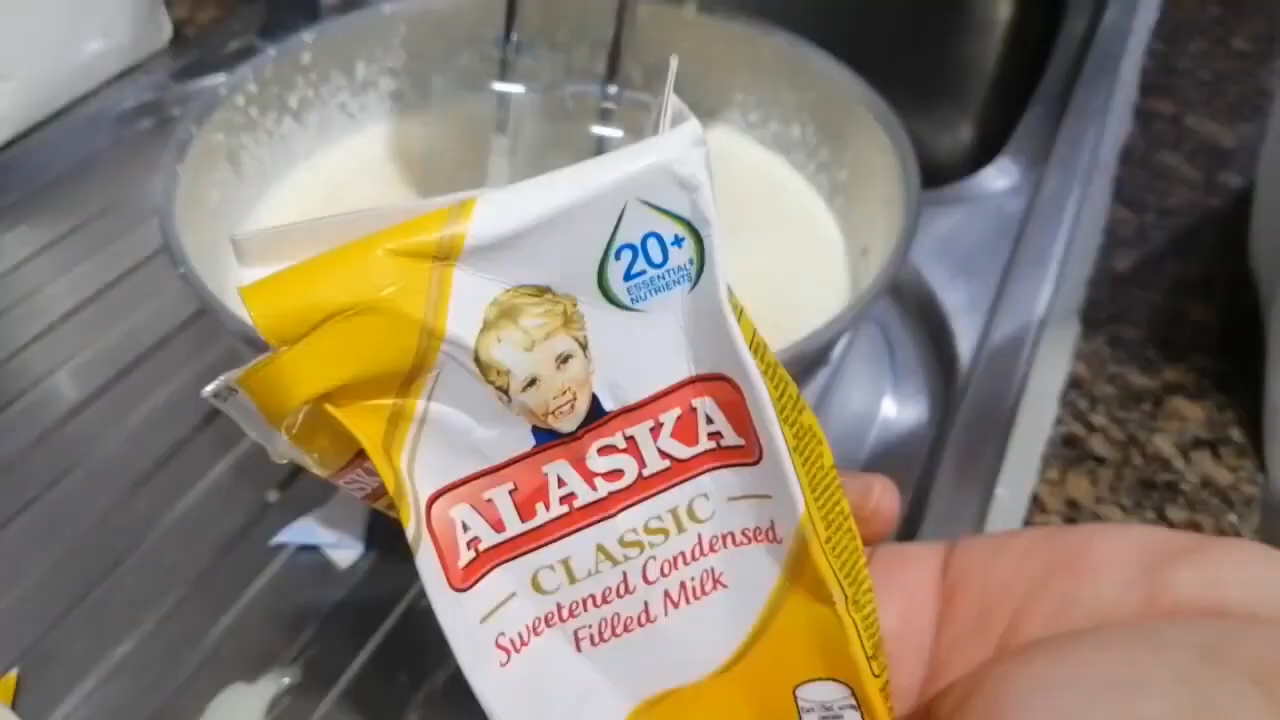 20+
ESSENTIAL
NUTRIENTS
ALASKA
CLASSIC
Sweetened Condensed
Filled Milk